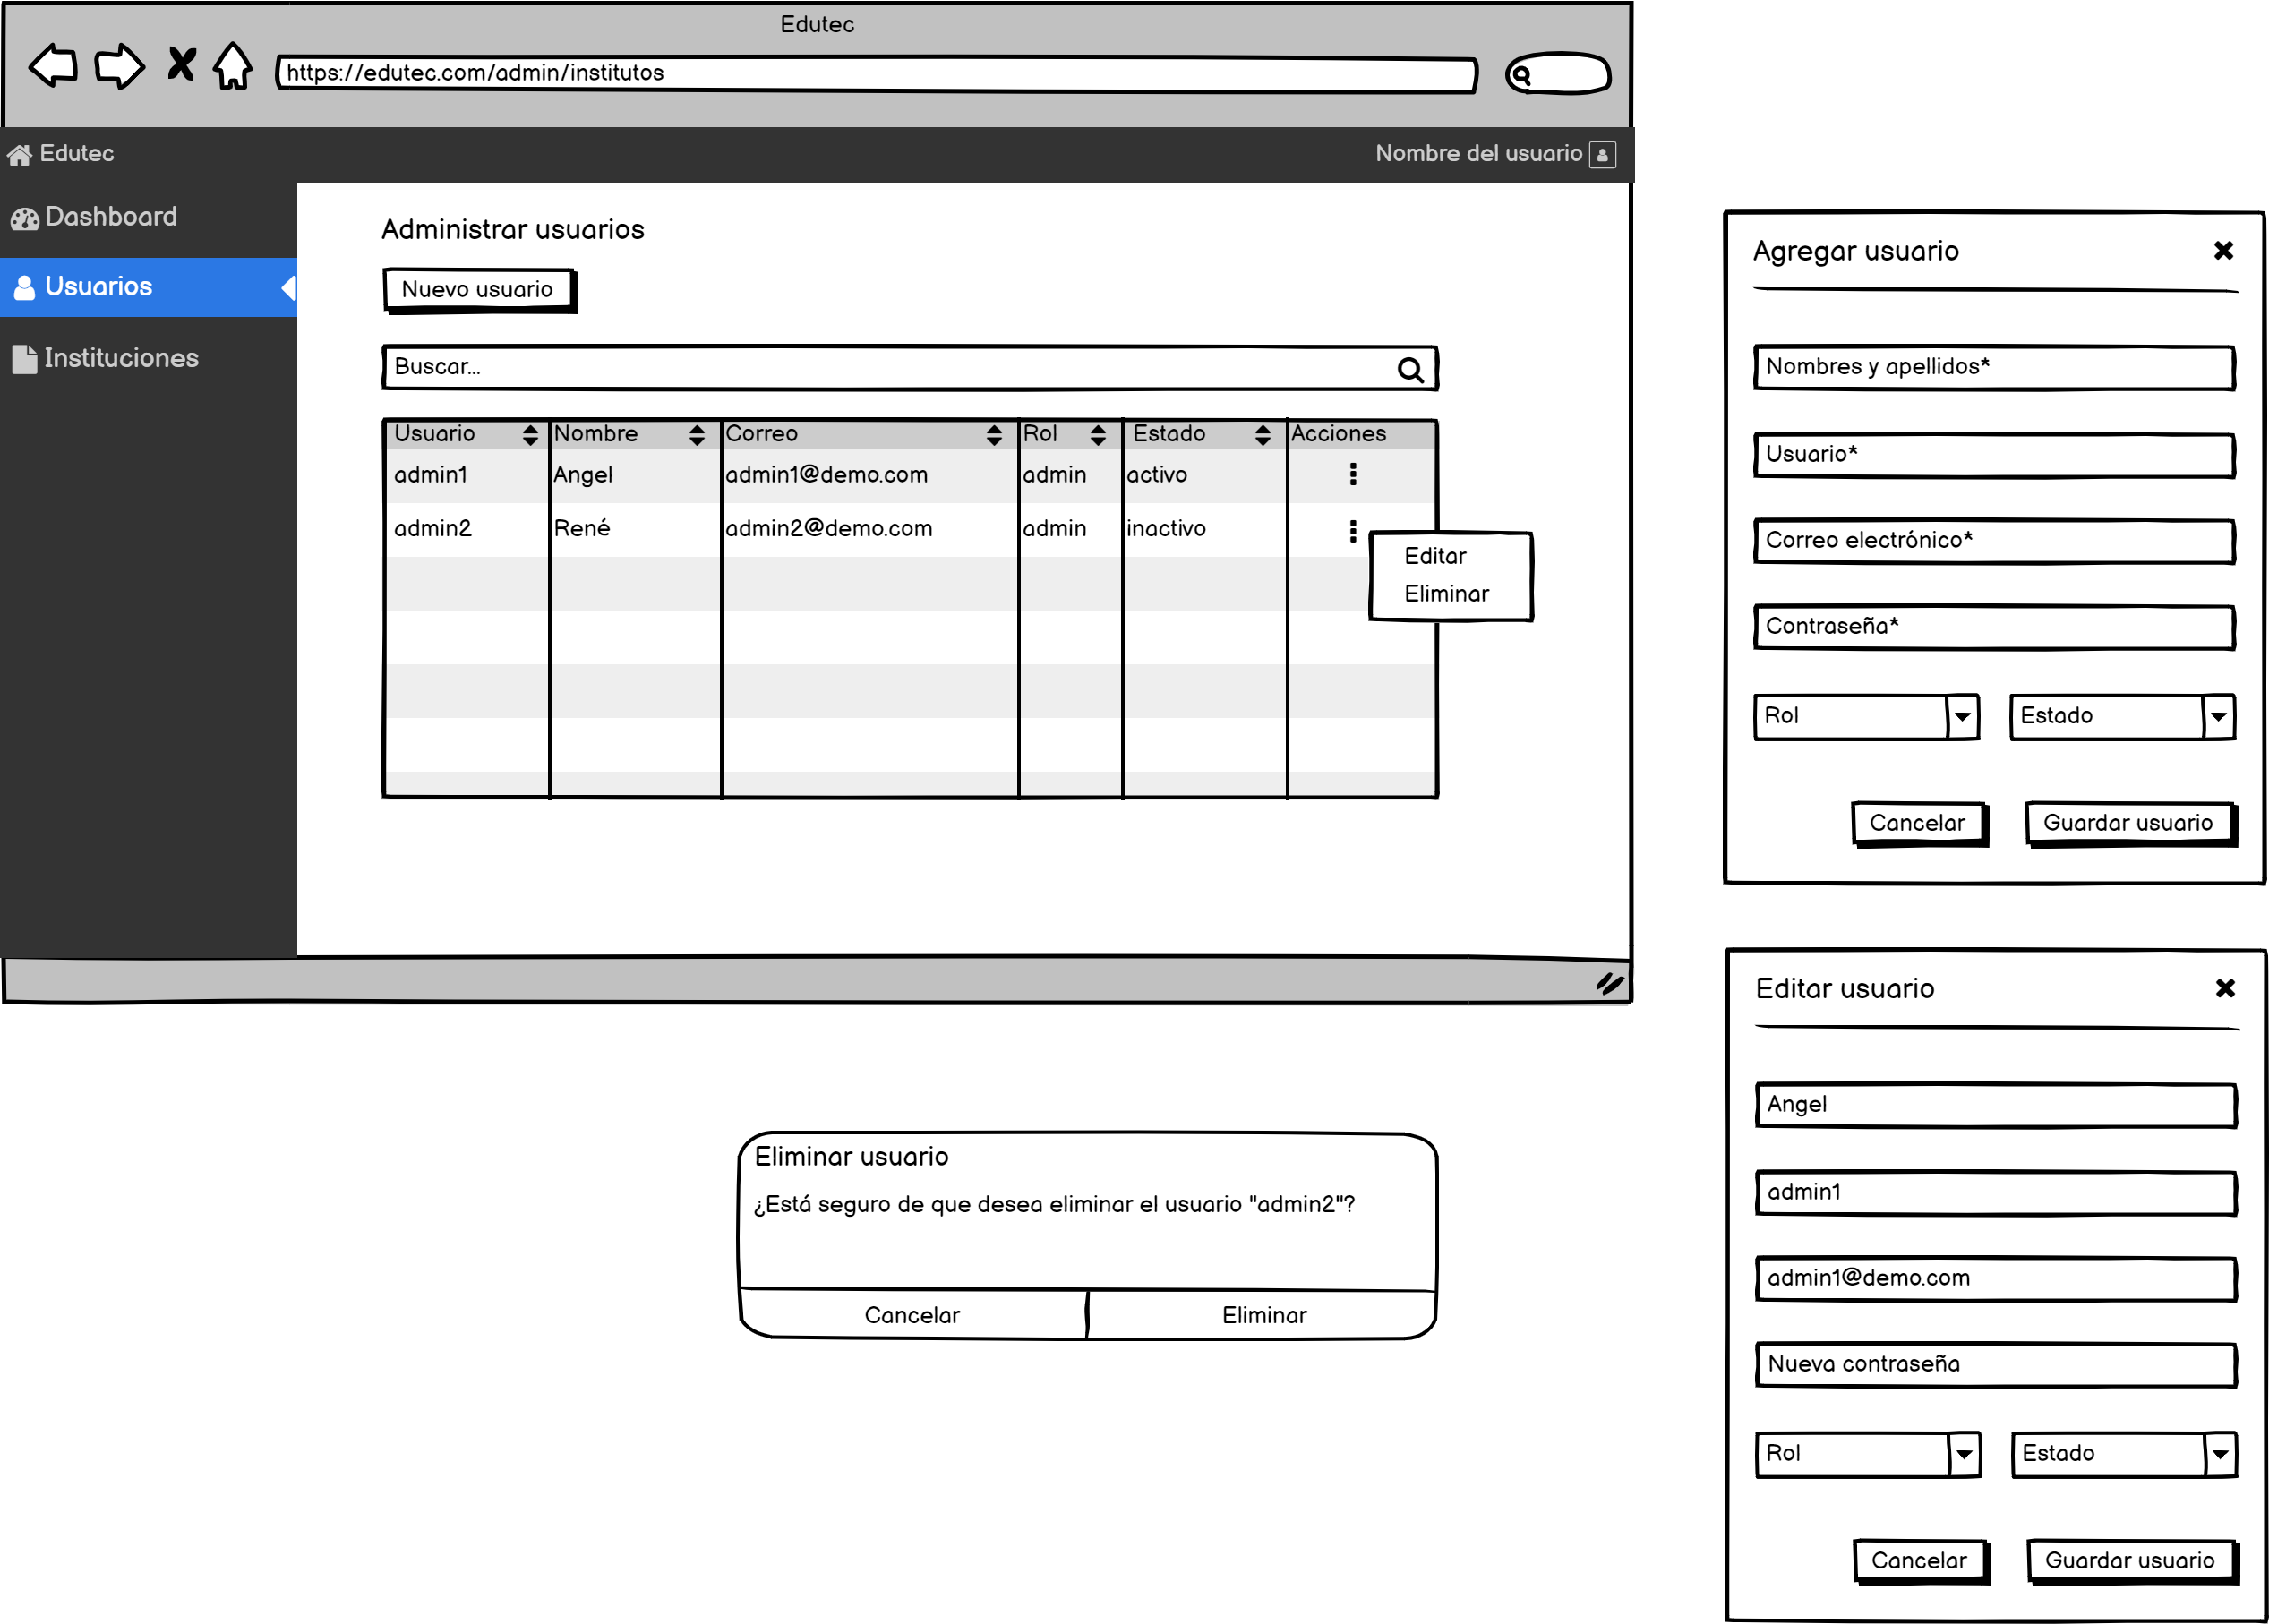 Edutec
https://edutec.com/admin/institutos
Edutec
Nombre del usuario
Dashboard
Usuarios
Instituciones
Administrar usuarios
Nuevo usuario
Buscar...
Usuario Nombre Correo Rol Estado Acciones
admin1 Angel admin1@demo.com admin activo
admin2 René admin2@demo.com admin inactivo
Editar
Eliminar
Agregar usuario
Nombres y apellidos*
Usuario*
Correo electrónico*
Contraseña*
Rol Estado
Cancelar Guardar usuario
Eliminar usuario
¿Está seguro de que desea eliminar el usuario "admin2"?
Cancelar Eliminar
Editar usuario
Angel
admin1
admin1@demo.com
Nueva contraseña
Rol Estado
Cancelar Guardar usuario